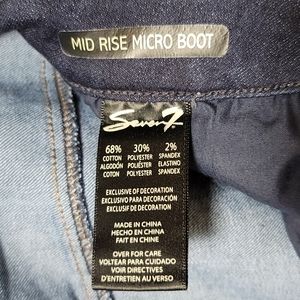 MID RISE MICRO BOOT
Seven7
68% 30% 2%
COTTON POLYESTER SPANDEX
ALGODÓN POLIÉSTER ELASTINO
COTON POLYESTER SPANDEX
EXCLUSIVE OF DECORATION
EXCLUSIVO PARA DECORACIÓN
EXCLUSIF DE DECORATION
MADE IN CHINA
HECHO EN CHINA
FAIT EN CHINE
OVER FOR CARE
VOLTEAR PARA CUIDADO
VOIR DIRECTIVES
D'ENTRETIEN AU VERSO